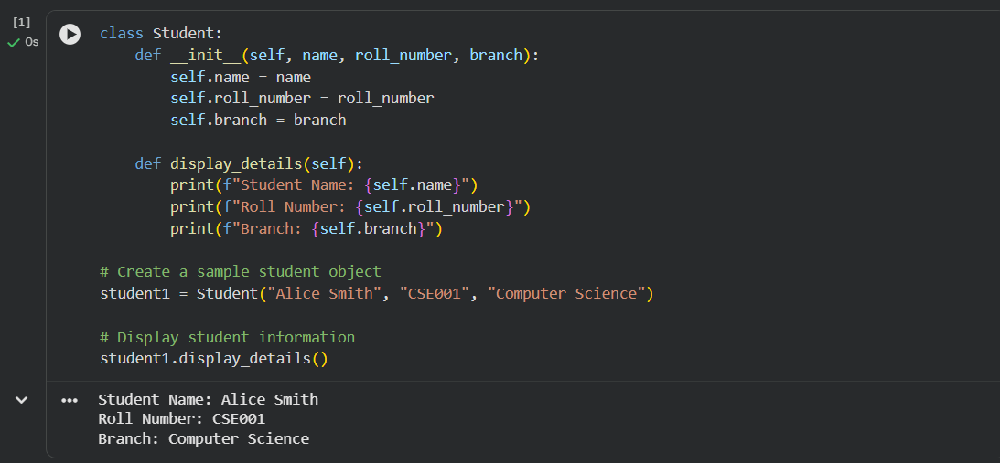 [1]
0s
class Student:
    def __init__(self, name, roll_number, branch):
        self.name = name
        self.roll_number = roll_number
        self.branch = branch

    def display_details(self):
        print(f"Student Name: {self.name}")
        print(f"Roll Number: {self.roll_number}")
        print(f"Branch: {self.branch}")

# Create a sample student object
student1 = Student("Alice Smith", "CSE001", "Computer Science")

# Display student information
student1.display_details()
Student Name: Alice Smith
Roll Number: CSE001
Branch: Computer Science